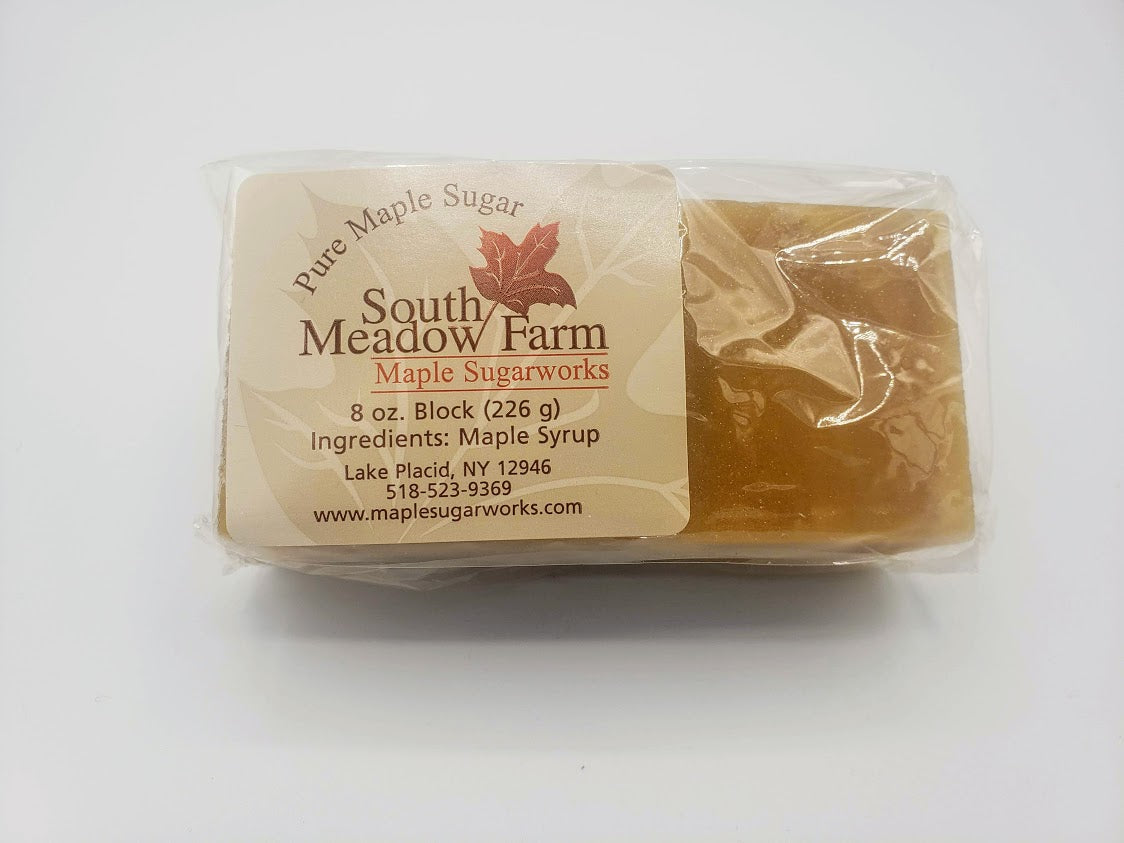 Pure Maple Sugar
South
Meadow Farm
Maple Sugarworks
8 oz. Block (226 g)
Ingredients: Maple Syrup
Lake Placid, NY 12946
518-523-9369
www.maplesugarworks.com